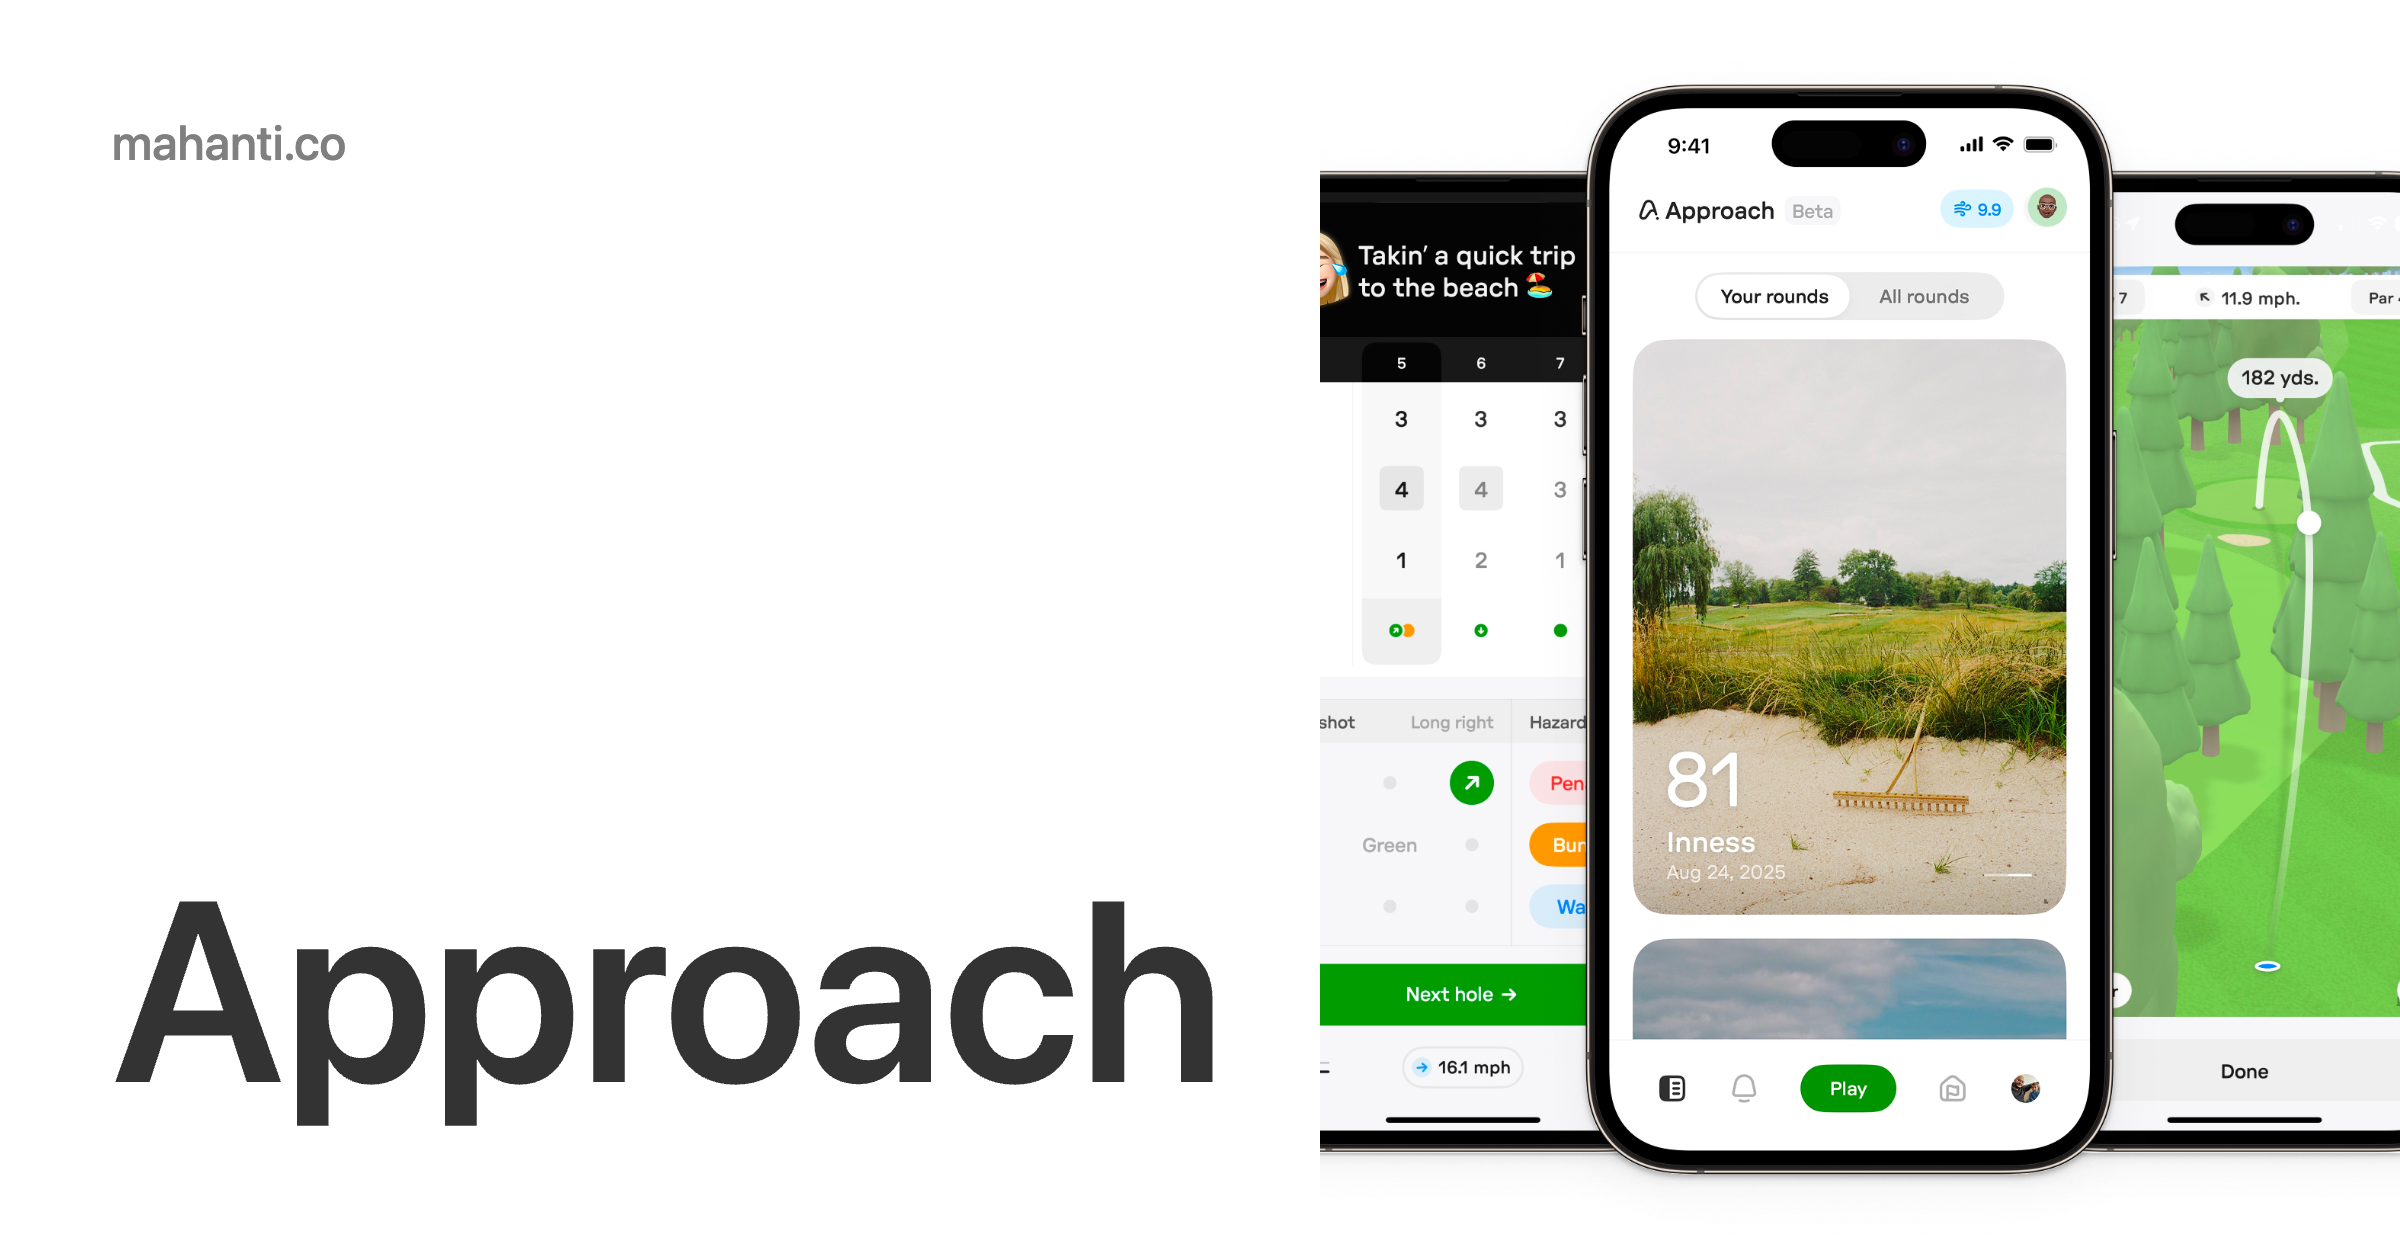 mahanti.co
Approach
Takin' a quick trip
to the beach
5 6 7
3 3 3
4 4 3
1 2 1
shot Long right Hazard
Pen
Green Bun
Wa
Next hole →
16.1 mph
9:41
Approach Beta 9.9
Your rounds All rounds
81
Inness
Aug 24, 2025
Play
7 11.9 mph. Par
182 yds.
r
Done